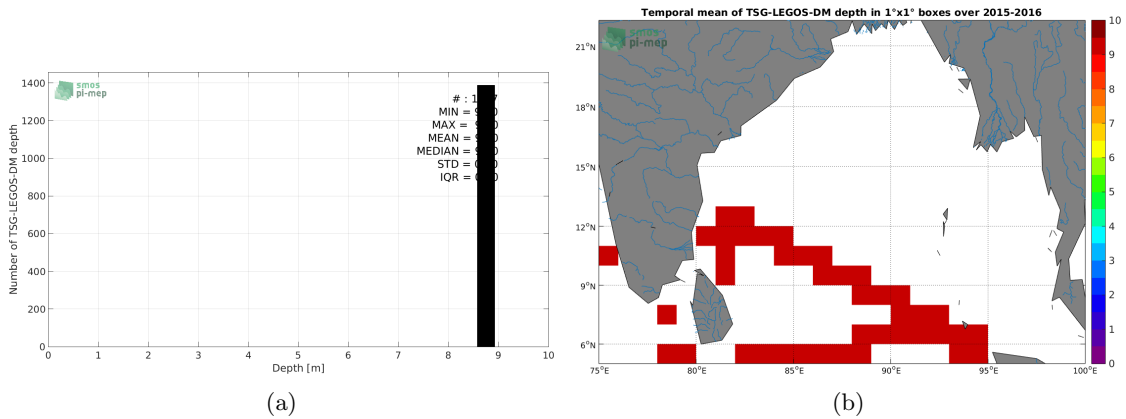 1400
1200
1000
800
600
400
200
0
Number of TSG-LEGOS-DM depth
smos
pi-mep
MIN =
MAX =
MEAN =
MEDIAN =
STD =
IQR =
0 1 2 3 4 5 6 7 8 9 10
Depth [m]
(a)
Temporal mean of TSG-LEGOS-DM depth in 1°x1° boxes over 2015-2016
smos
pi-mep
21°N
18°N
15°N
12°N
9°N
6°N
75°E 80°E 85°E 90°E 95°E 100°E
10
9
8
7
6
5
4
3
2
1
0
(b)